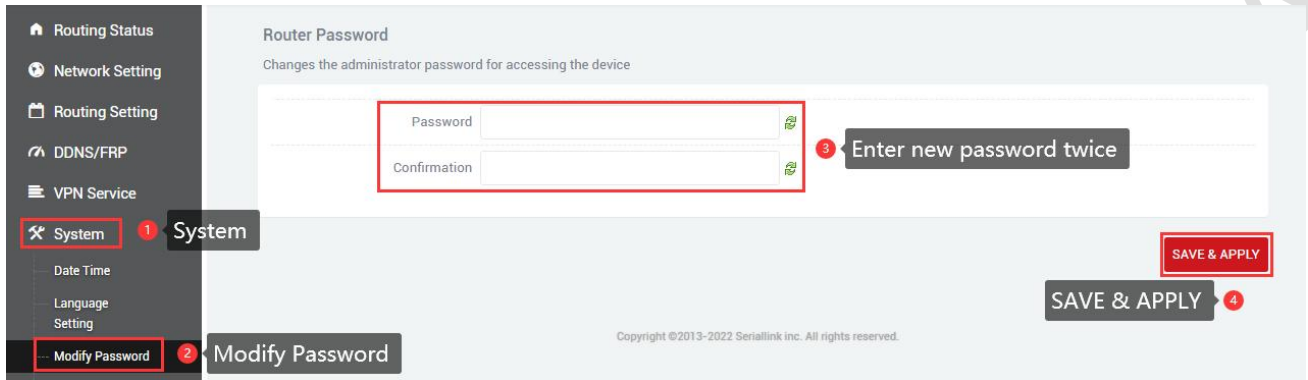 Routing Status
Network Setting
Routing Setting
DDNS/FRP
VPN Service
System
1 System
Date Time
Language
Setting
Modify Password
2 Modify Password
Router Password
Changes the administrator password for accessing the device
Password
Confirmation
3 Enter new password twice
SAVE & APPLY
SAVE & APPLY 4
Copyright ©2013-2022 Seriallink inc. All rights reserved.